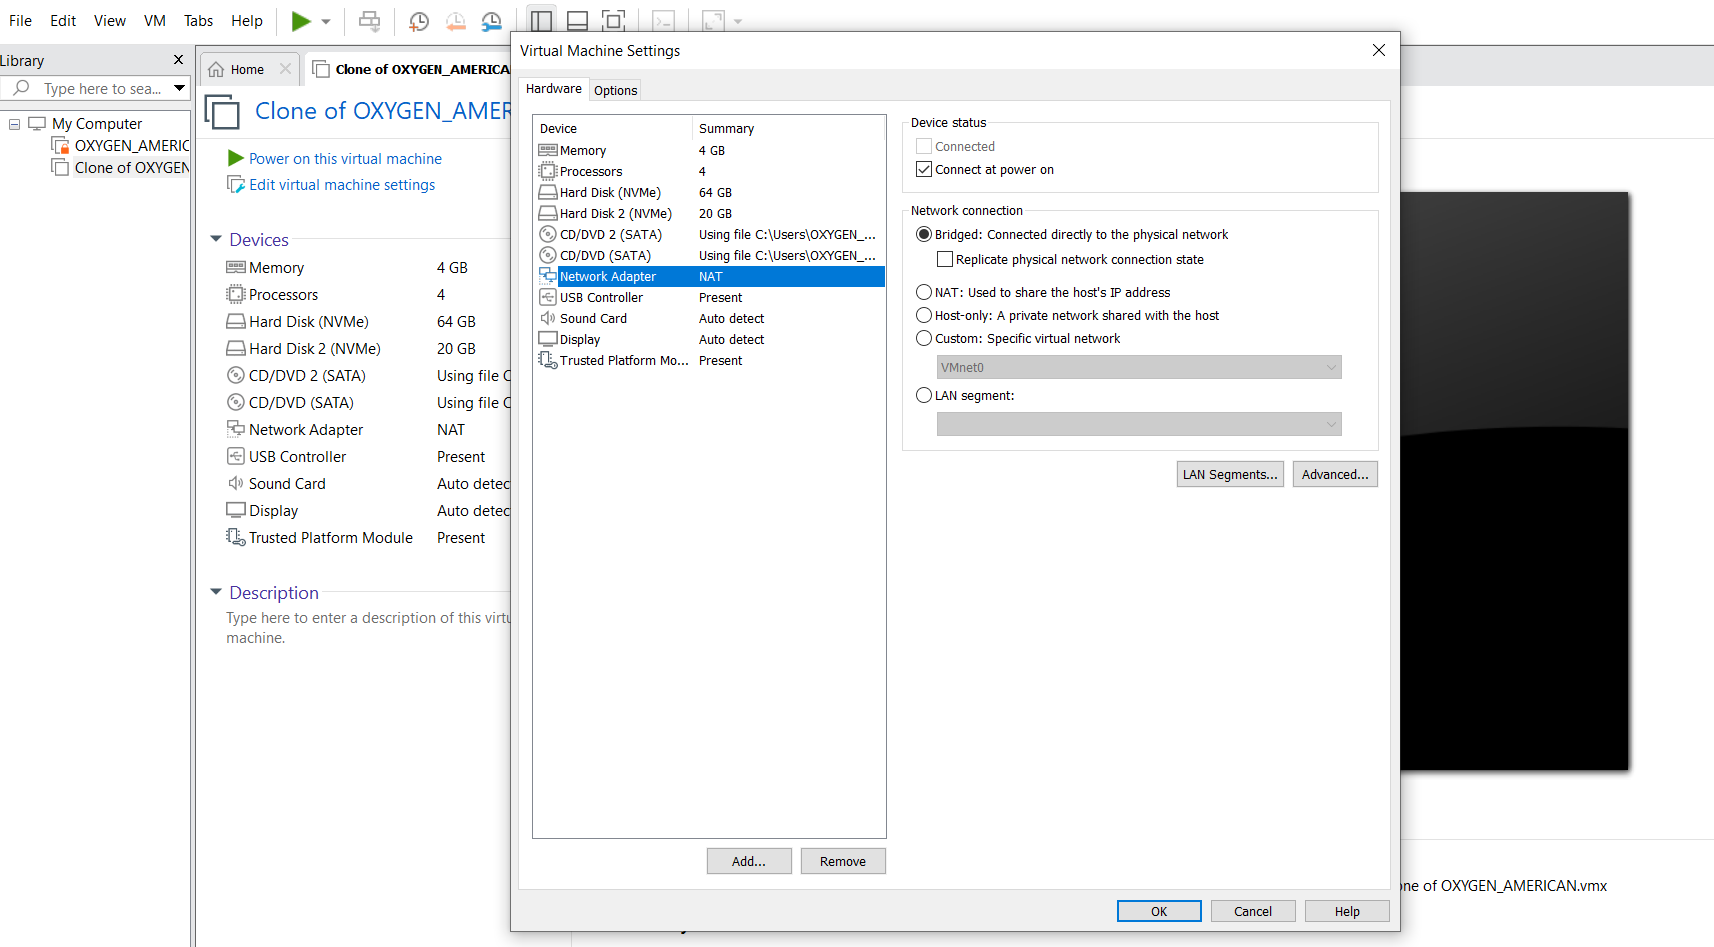 File Edit View VM Tabs Help
Library
Type here to sea...
My Computer
OXYGEN_AMERIC
Clone of OXYGEN
Home
Clone of OXYGEN_AMERICA
Clone of OXYGEN_AMER
Power on this virtual machine
Edit virtual machine settings
Devices
Memory 4 GB
Processors 4
Hard Disk (NVMe) 64 GB
Hard Disk 2 (NVMe) 20 GB
CD/DVD 2 (SATA) Using file C
CD/DVD (SATA) Using file C
Network Adapter NAT
USB Controller Present
Sound Card Auto detec
Display Auto detec
Trusted Platform Module Present
Description
Type here to enter a description of this virtu
machine.
Virtual Machine Settings
Hardware Options
Device Summary
Memory 4 GB
Processors 4
Hard Disk (NVMe) 64 GB
Hard Disk 2 (NVMe) 20 GB
CD/DVD 2 (SATA) Using file C:\Users\OXYGEN_...
CD/DVD (SATA) Using file C:\Users\OXYGEN_...
Network Adapter NAT
USB Controller Present
Sound Card Auto detect
Display Auto detect
Trusted Platform Mo... Present
Add... Remove
Device status
Connected
Connect at power on
Network connection
Bridged: Connected directly to the physical network
Replicate physical network connection state
NAT: Used to share the host's IP address
Host-only: A private network shared with the host
Custom: Specific virtual network
VMnet0
LAN segment:
LAN Segments... Advanced...
OK Cancel Help
ne of OXYGEN_AMERICAN.vmx